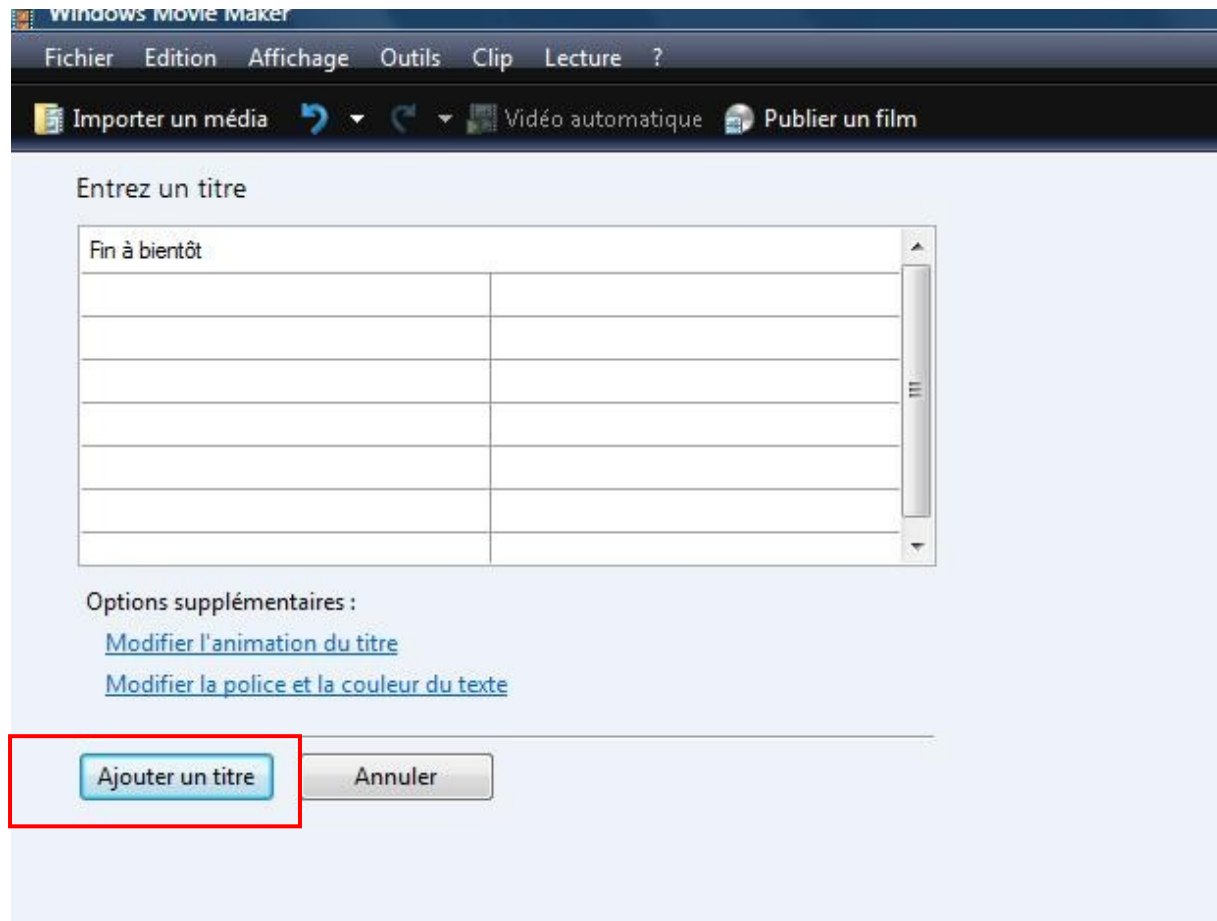 Windows Movie Maker
Fichier Edition Affichage Outils Clip Lecture ?
Importer un média Vidéo automatique Publier un film
Entrez un titre
Fin à bientôt
Options supplémentaires :
Modifier l'animation du titre
Modifier la police et la couleur du texte
Ajouter un titre Annuler